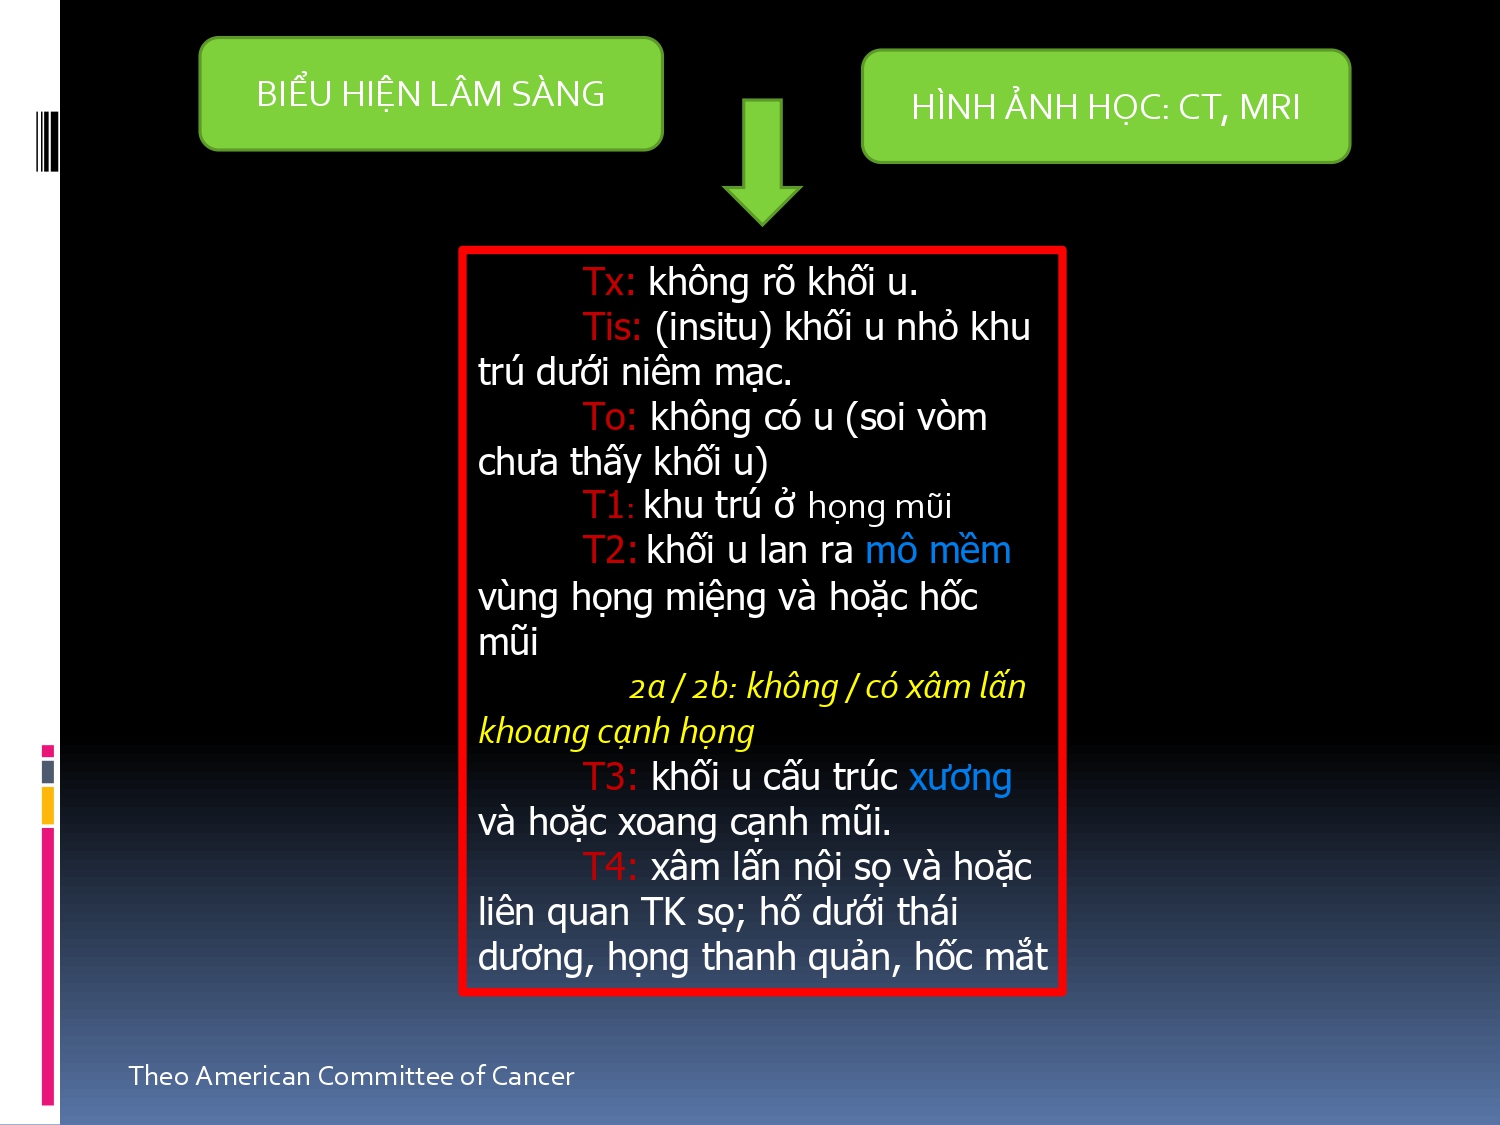 BIỂU HIỆN LÂM SÀNG
HÌNH ẢNH HỌC: CT, MRI
Tx: không rõ khối u.
Tis: (insitu) khối u nhỏ khu
trú dưới niêm mạc.
To: không có u (soi vòm
chưa thấy khối u)
T1: khu trú ở họng mũi
T2: khối u lan ra mô mềm
vùng họng miệng và hoặc hốc
mũi
2a / 2b: không / có xâm lấn
khoang cạnh họng
T3: khối u cấu trúc xương
và hoặc xoang cạnh mũi.
T4: xâm lấn nội sọ và hoặc
liên quan TK sọ; hố dưới thái
dương, họng thanh quản, hốc mắt
Theo American Committee of Cancer